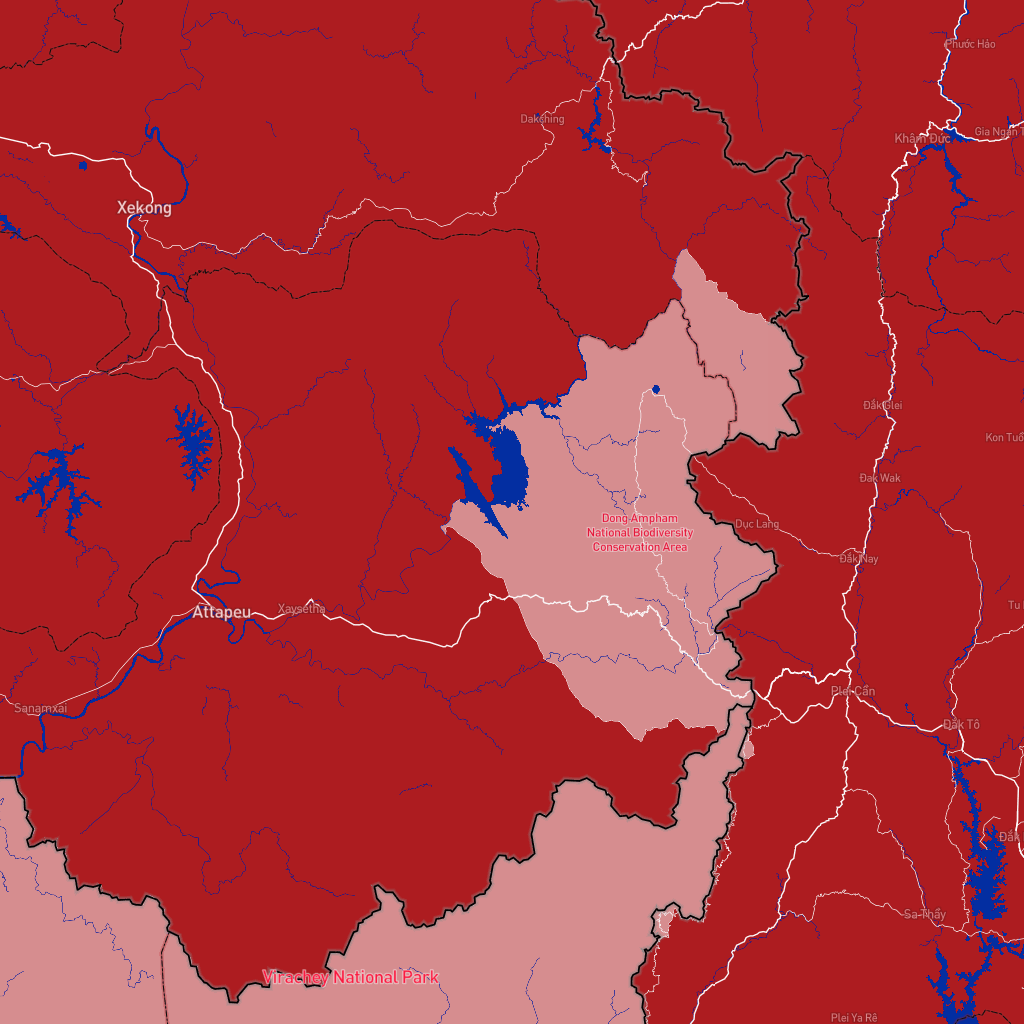 Phước Hảo
Dakching
Gia Ngân T
Khâm Đức
Xekong
Đắk Glei
Kon Tuô
Đak Wak
Dong Ampham
National Biodiversity
Conservation Area
Dục Lang
Đắk Nay
Attapeu
Xaysetha
Tu
Plei Cần
Sanamxai
Đắk Tô
Đắk
Sa Thầy
Virachey National Park
Plei Ya Rê